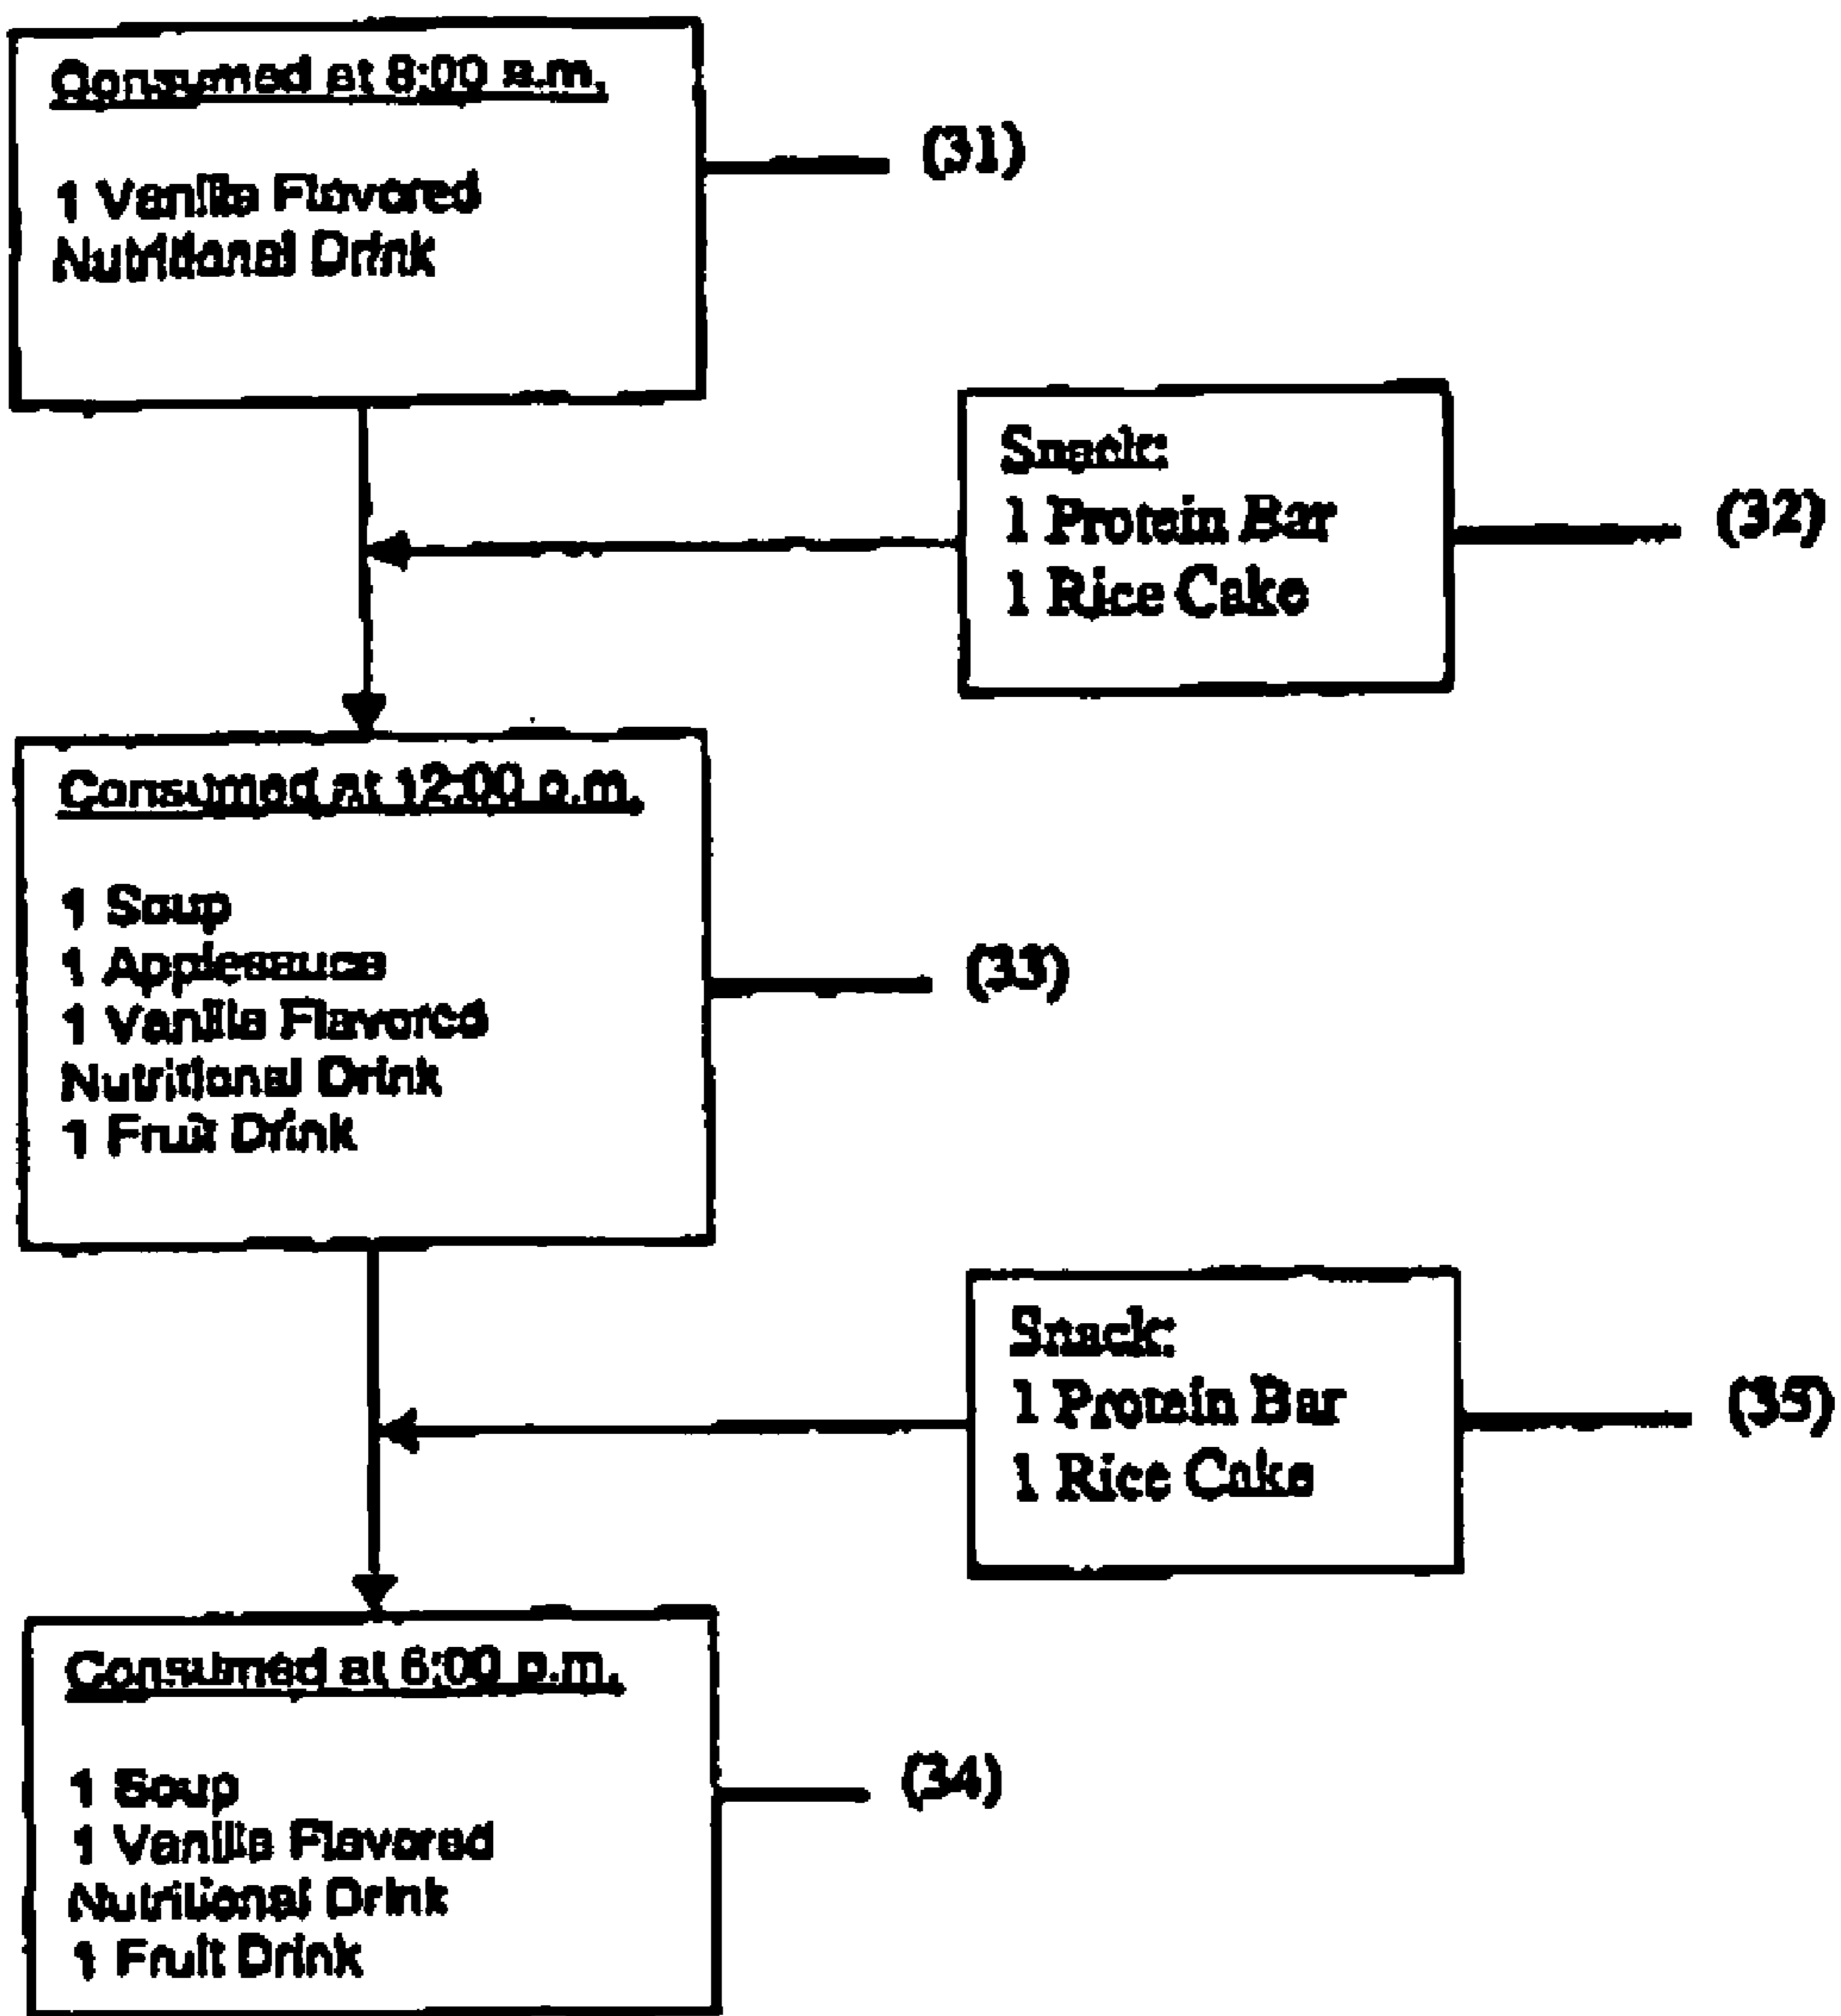 Consumed at 8:00 a.m.
1 Vanilla Flavored
Nutritional Drink
(31)
Snack:
1 Protein Bar
1 Rice Cake
(32)
Consumed at 12:00 p.m.
1 Soup
1 Applesauce
1 Vanilla Flavored
Nutritional Drink
1 Fruit Drink
(33)
Snack:
1 Protein Bar
1 Rice Cake
(35)
Consumed at 6:00 p.m.
1 Soup
1 Vanilla Flavored
Nutritional Drink
1 Fruit Drink
(34)